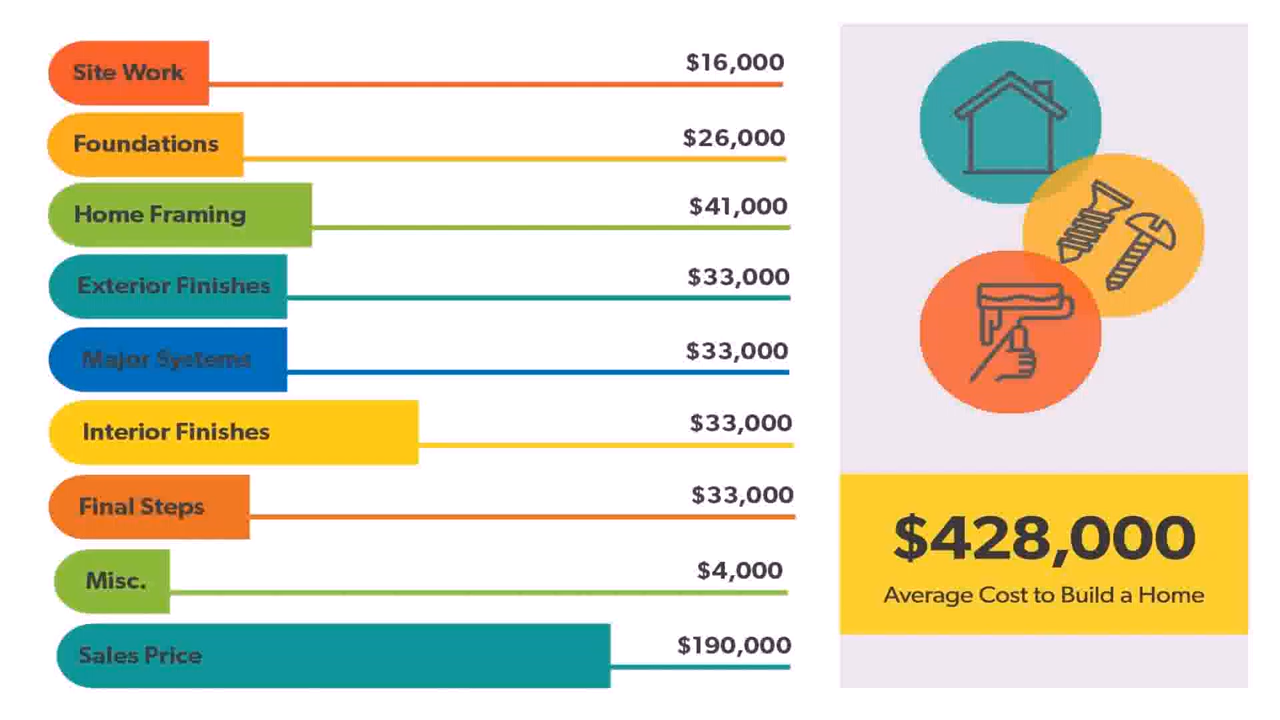 Site Work
$16,000
Foundations
$26,000
Home Framing
$41,000
Exterior Finishes
$33,000
Major Systems
$33,000
Interior Finishes
$33,000
Final Steps
$33,000
Misc.
$4,000
Sales Price
$190,000
$428,000
Average Cost to Build a Home